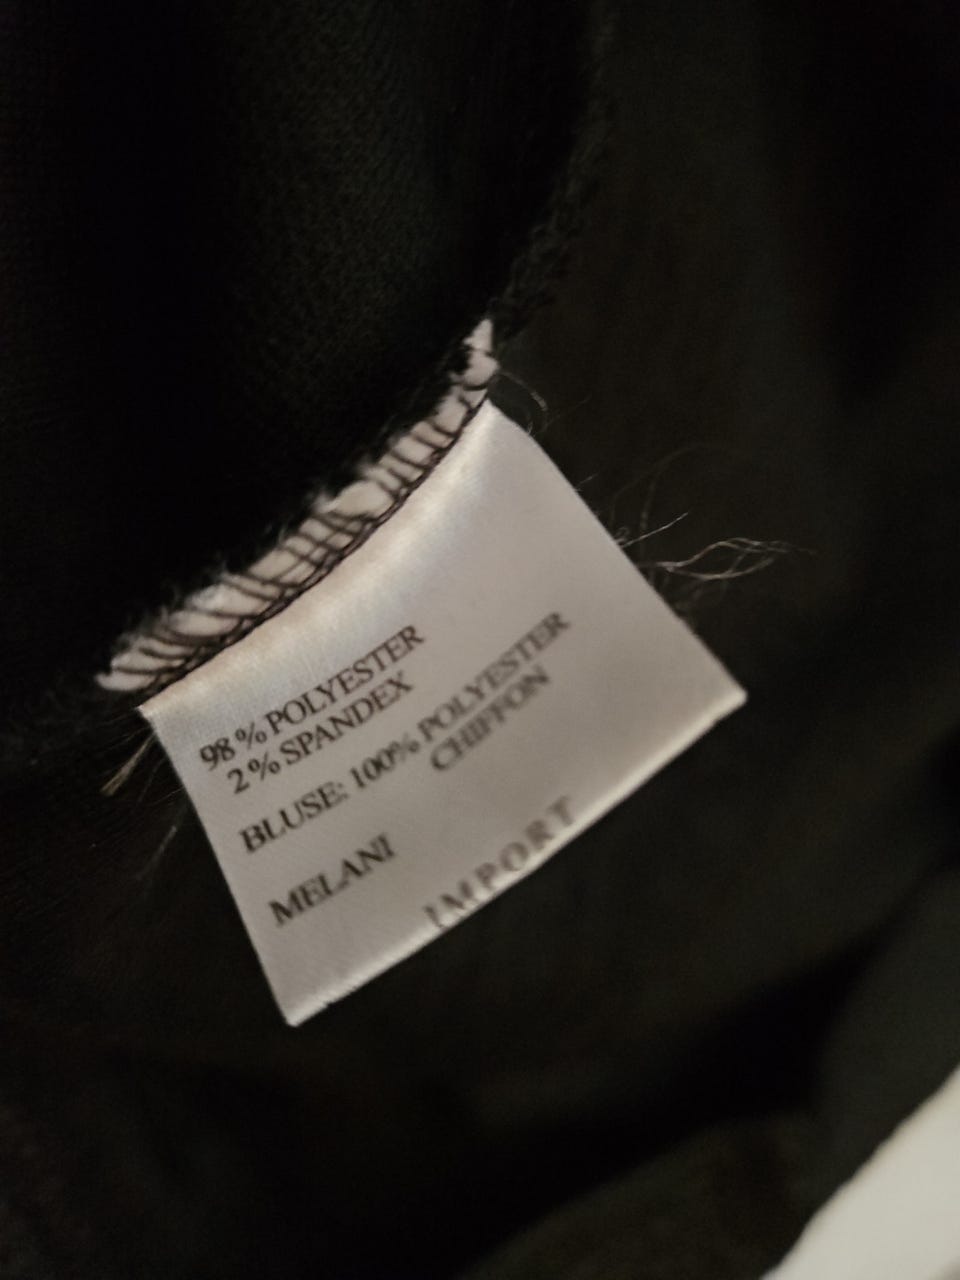 98 % POLYESTER
2 % SPANDEX
BLUSE: 100% POLYESTER
CHIFFON
MELANI
IMPORT